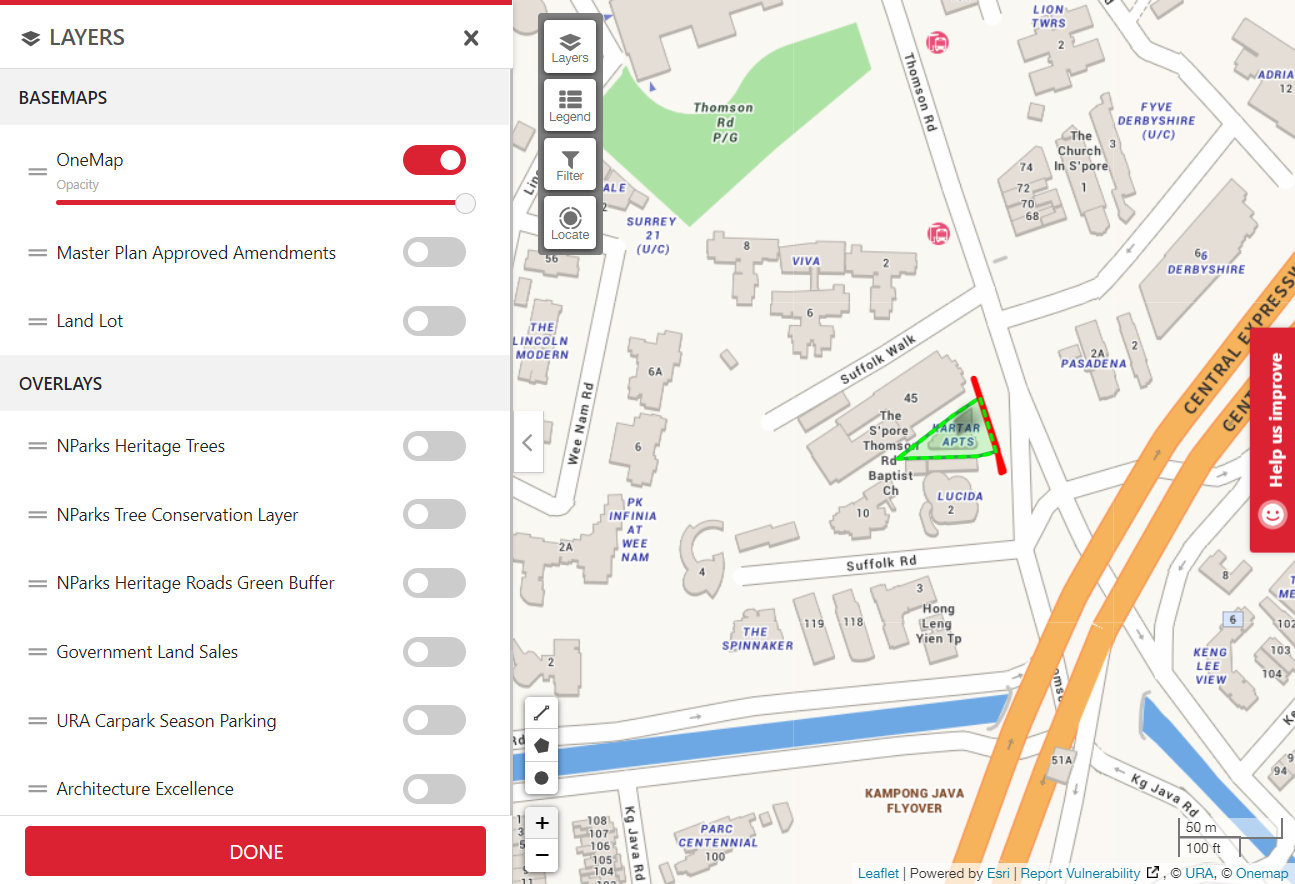 LAYERS
BASEMAPS
OneMap
Opacity
Master Plan Approved Amendments
Land Lot
OVERLAYS
NParks Heritage Trees
NParks Tree Conservation Layer
NParks Heritage Roads Green Buffer
Government Land Sales
URA Carpark Season Parking
Architecture Excellence
DONE
Layers
Legend
Filter
Locate
LION
TWRS
2
Thomson Rd
Thomson
Rd
P/G
ADRIA
12
FYVE
DERBYSHIRE
(U/C)
The
Church
In S'pore
3
1
74
72
70
68
ALE
2
SURREY
21
(U/C)
56
8
VIVA
2
6
66
DERBYSHIRE
THE
LINCOLN
MODERN
6A
Suffolk Walk
2A
2
PASADENA
CENTRAL EXPRESSW
CENT
Help us improve
Wee Nam Rd
6
45
The
S'pore
Thomson
Rd
Baptist
Ch
KARTAR
APTS
LUCIDA
2
10
PK
INFINIA
AT
WEE
NAM
2A
4
Suffolk Rd
8
3
Hong
Leng
Yien Tp
119
118
THE
SPINNAKER
2
6
102
103
104
KENG
LEE
VIEW
Rd
51A
94
Kg Java Rd
KAMPONG JAVA
FLYOVER
108
107
106
105
104
Kg Java Rd
PARC
CENTENNIAL
100
+
−
50 m
100 ft
Leaflet | Powered by Esri | Report Vulnerability , © URA, © Onemap